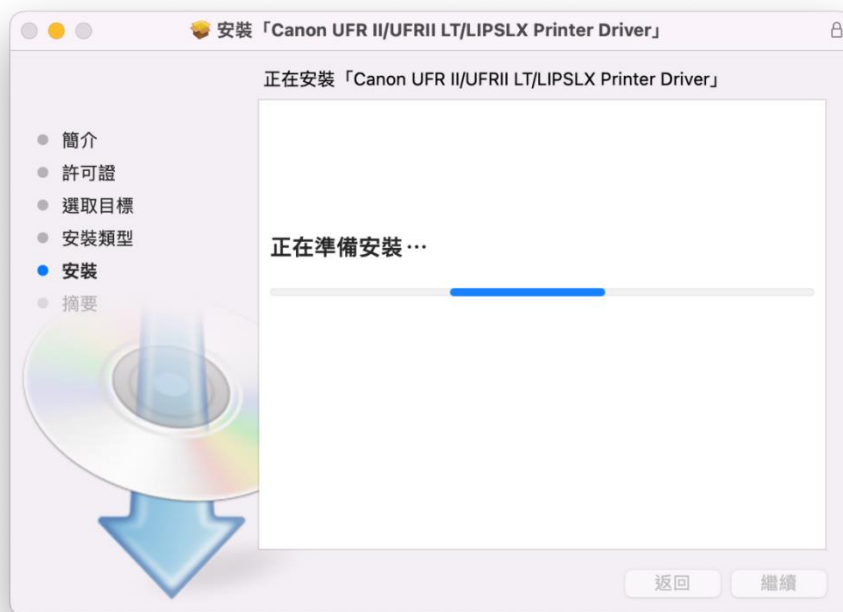 安裝「Canon UFR II/UFRII LT/LIPSLX Printer Driver」
正在安裝「Canon UFR II/UFRII LT/LIPSLX Printer Driver」
簡介
許可證
選取目標
安裝類型
安裝
摘要
正在準備安裝⋯
返回
繼續